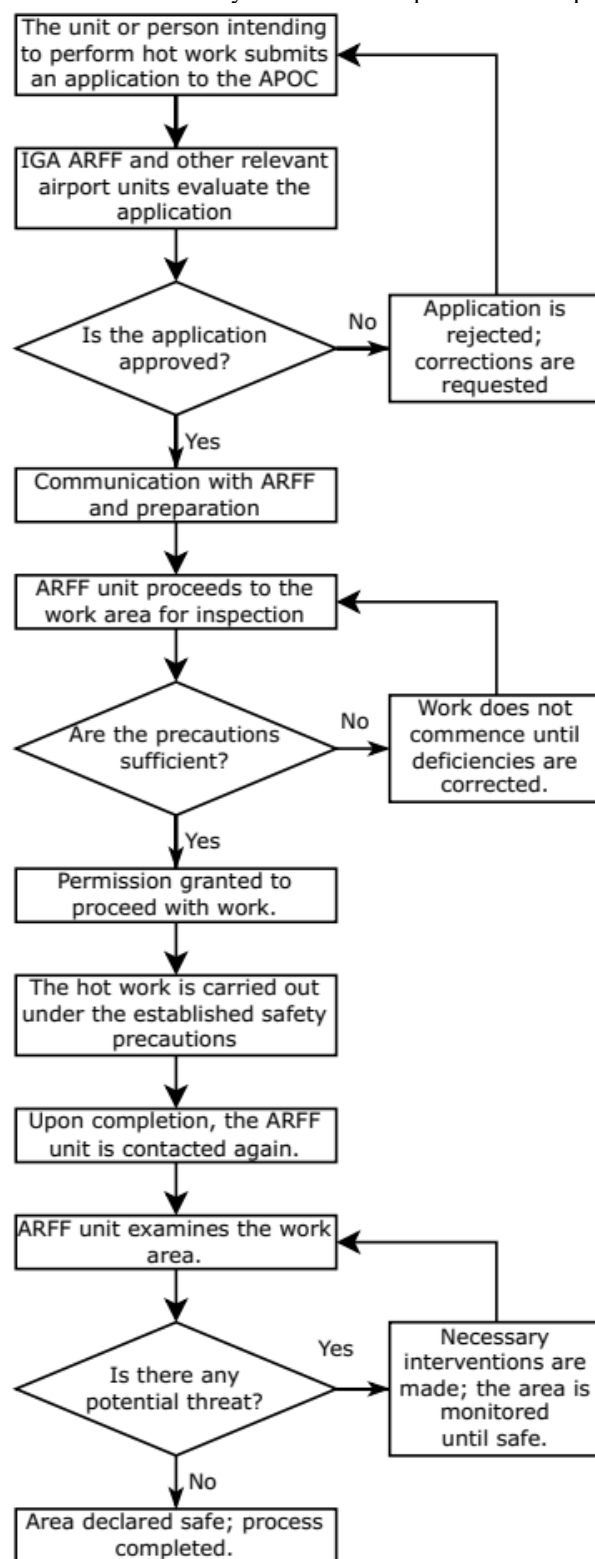 The unit or person intending
to perform hot work submits
an application to the APOC
IGA ARFF and other relevant
airport units evaluate the
application
Is the application
approved?
No
Application is
rejected;
corrections are
requested
Yes
Communication with ARFF
and preparation
ARFF unit proceeds to the
work area for inspection
Are the precautions
sufficient?
No
Work does not
commence until
deficiencies are
corrected.
Yes
Permission granted to
proceed with work.
The hot work is carried out
under the established safety
precautions
Upon completion, the ARFF
unit is contacted again.
ARFF unit examines the work
area.
Is there any
potential threat?
Yes
Necessary
interventions are
made; the area is
monitored
until safe.
No
Area declared safe; process
completed.